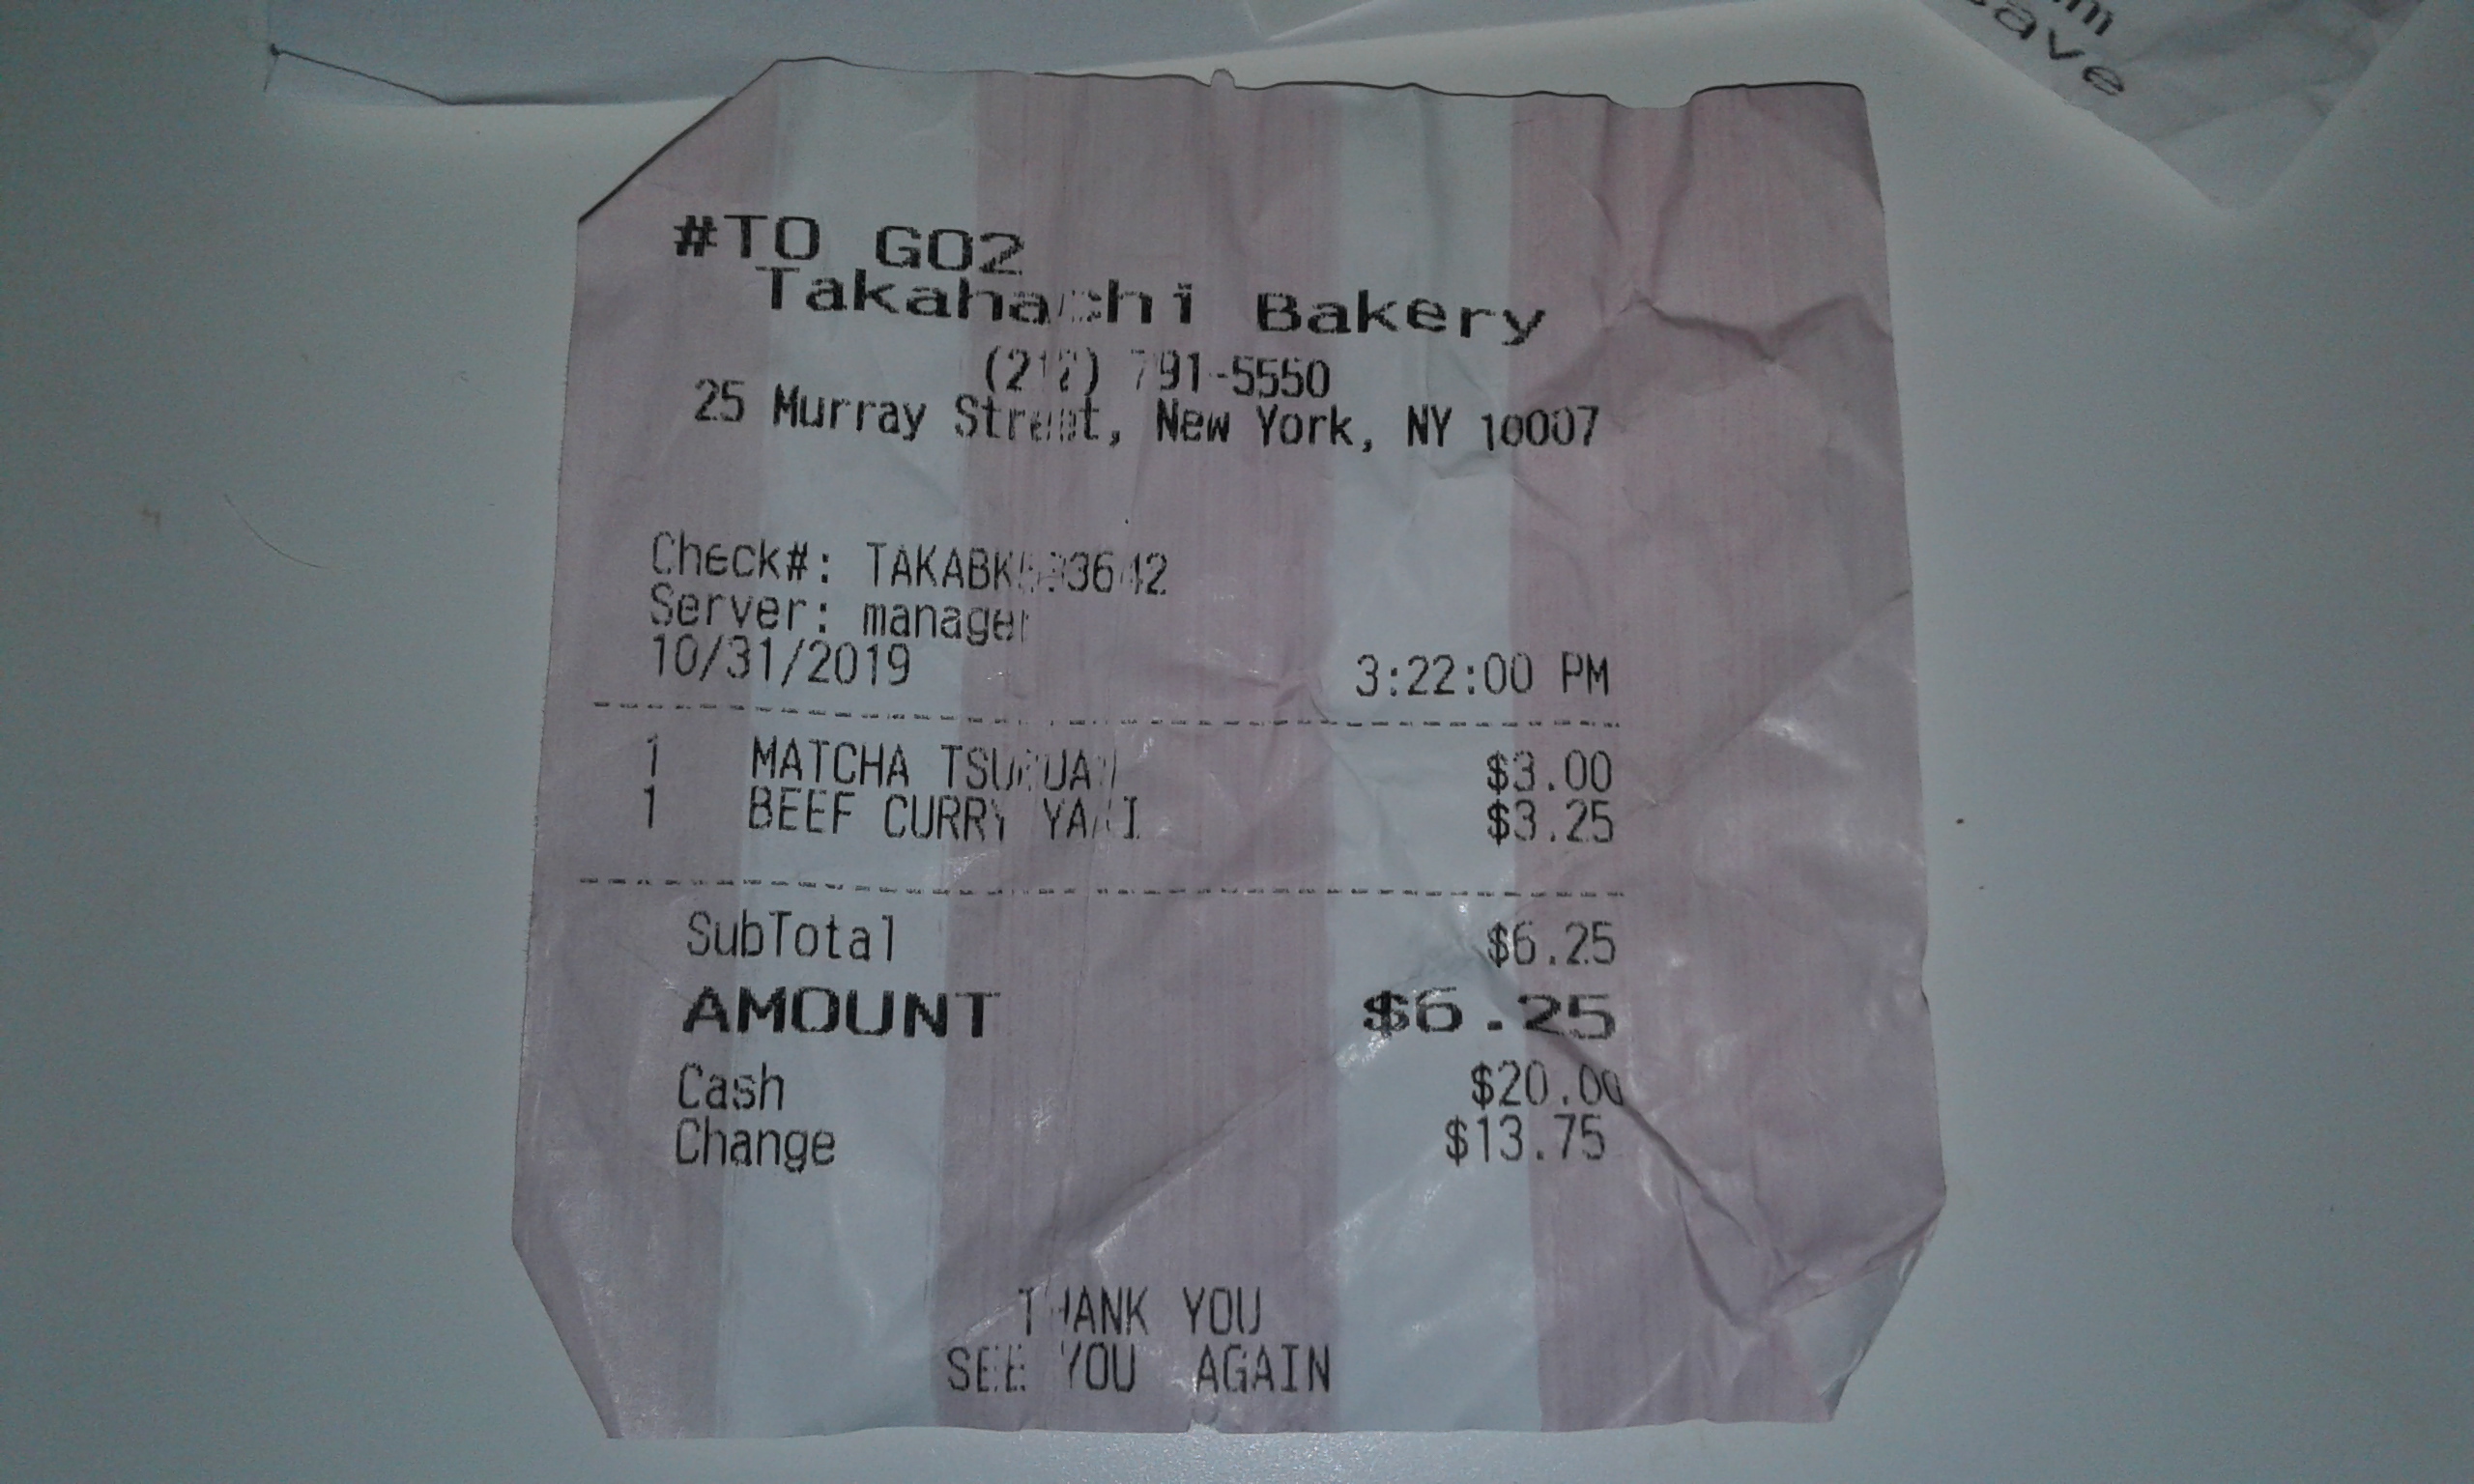 #TO GO2
Takahachi Bakery
(212) 791-5550
25 Murray Street, New York, NY 10007
Check#:
Server: manager
10/31/2019 3:22:00 PM
1 MATCHA $3.00
1 BEEF CURRY YAKI $3.25
SubTotal $6.25
AMOUNT $6.25
Cash $20.00
Change $13.75
THANK YOU
SEE YOU AGAIN